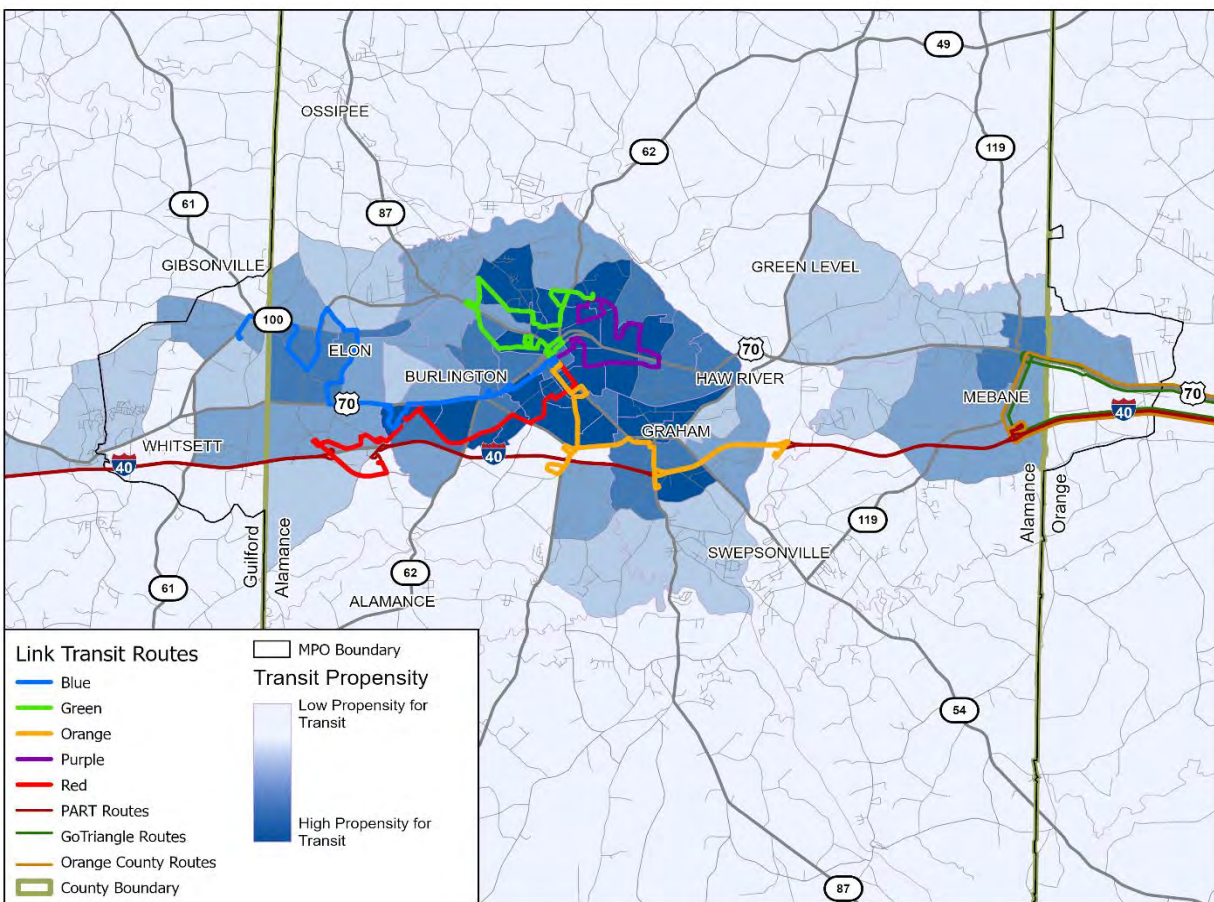 49
OSSIPEE
62
119
61
87
GIBSONVILLE
GREEN LEVEL
100
ELON
70
HAW RIVER
BURLINGTON
70
MEBANE
70
40
WHITSETT
GRAHAM
40
40
Guilford
Alamance
Alamance
Orange
119
SWEPSONVILLE
61
62
ALAMANCE
54
87
Link Transit Routes
Blue
Green
Orange
Purple
Red
PART Routes
GoTriangle Routes
Orange County Routes
County Boundary
MPO Boundary
Transit Propensity
Low Propensity for
Transit
High Propensity for
Transit